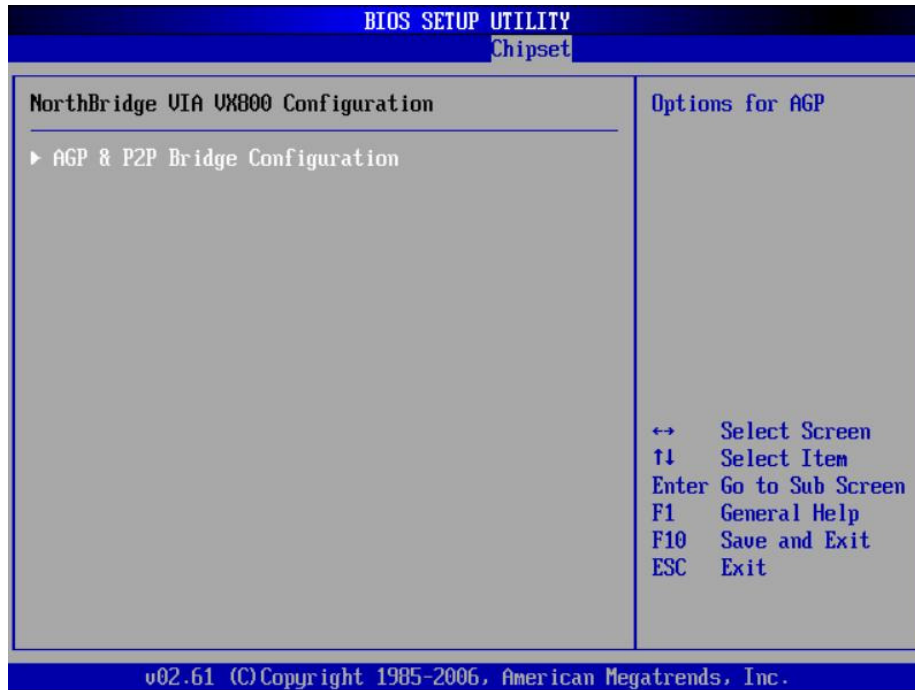 BIOS SETUP UTILITY
Chipset
NorthBridge VIA VX800 Configuration
▶ AGP & P2P Bridge Configuration
Options for AGP
↔ Select Screen
↑↓ Select Item
Enter Go to Sub Screen
F1 General Help
F10 Save and Exit
ESC Exit
v02.61 (C)Copyright 1985-2006, American Megatrends, Inc.